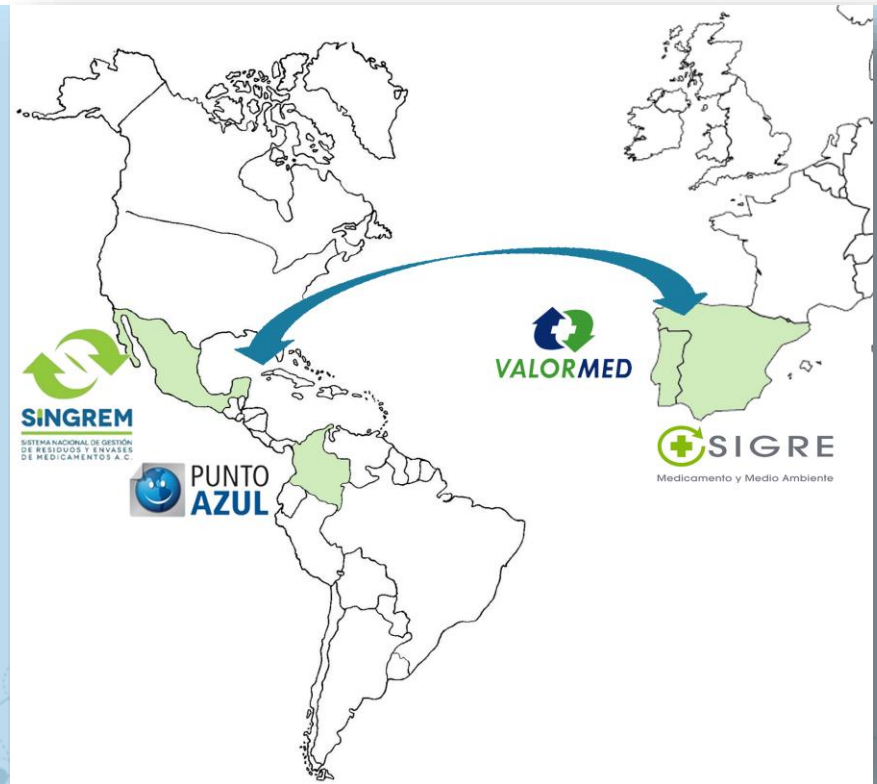 SINGREM
SISTEMA NACIONAL DE GESTIÓN
DE RESIDUOS Y ENVASES
DE MEDICAMENTOS A.C.
PUNTO
AZUL
VALORMED
SIGRE
Medicamento y Medio Ambiente